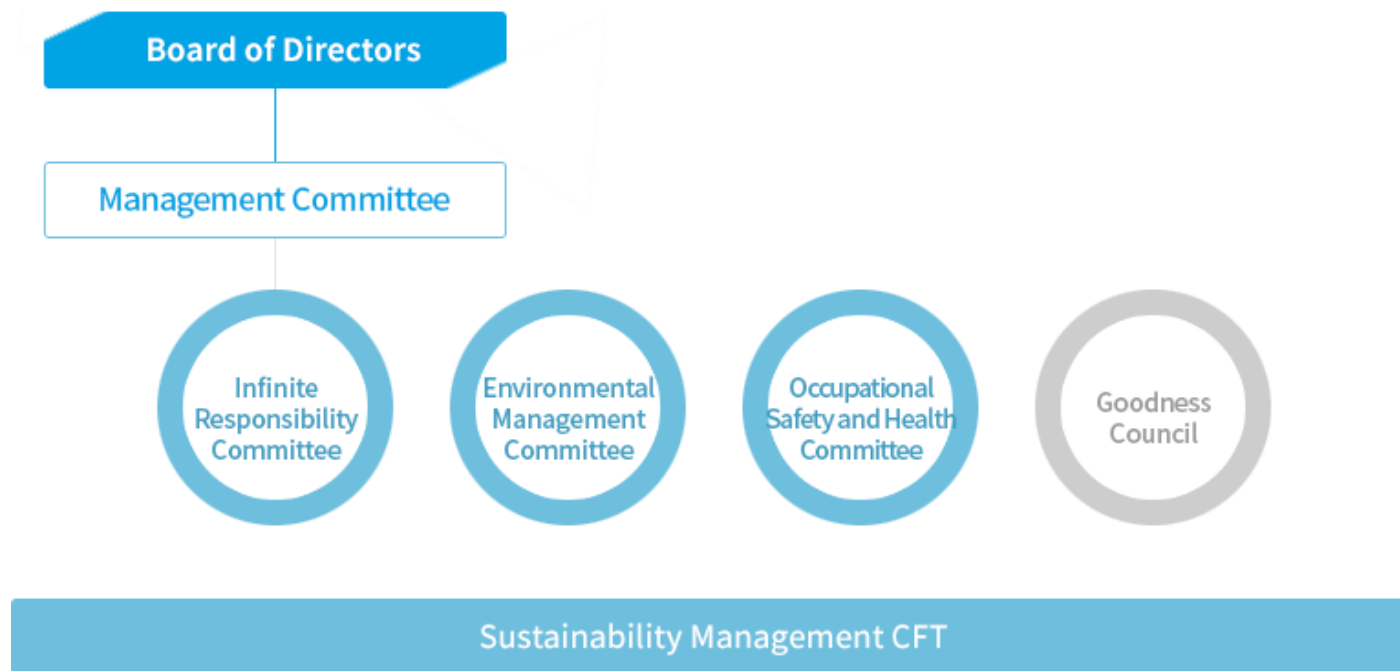 Board of Directors
Management Committee
Infinite
Responsibility
Committee
Environmental
Management
Committee
Occupational
Safety and Health
Committee
Goodness
Council
Sustainability Management CFT